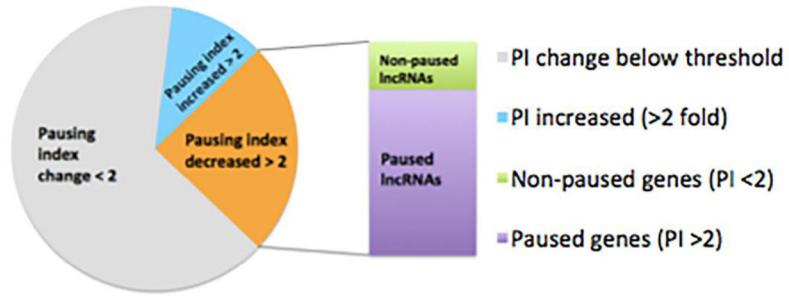 Pausing index
increased > 2
Pausing
index
change < 2
Pausing index
decreased > 2
Non-paused
lncRNAs
Paused
lncRNAs
PI change below threshold
PI increased (>2 fold)
Non-paused genes (PI <2)
Paused genes (PI >2)